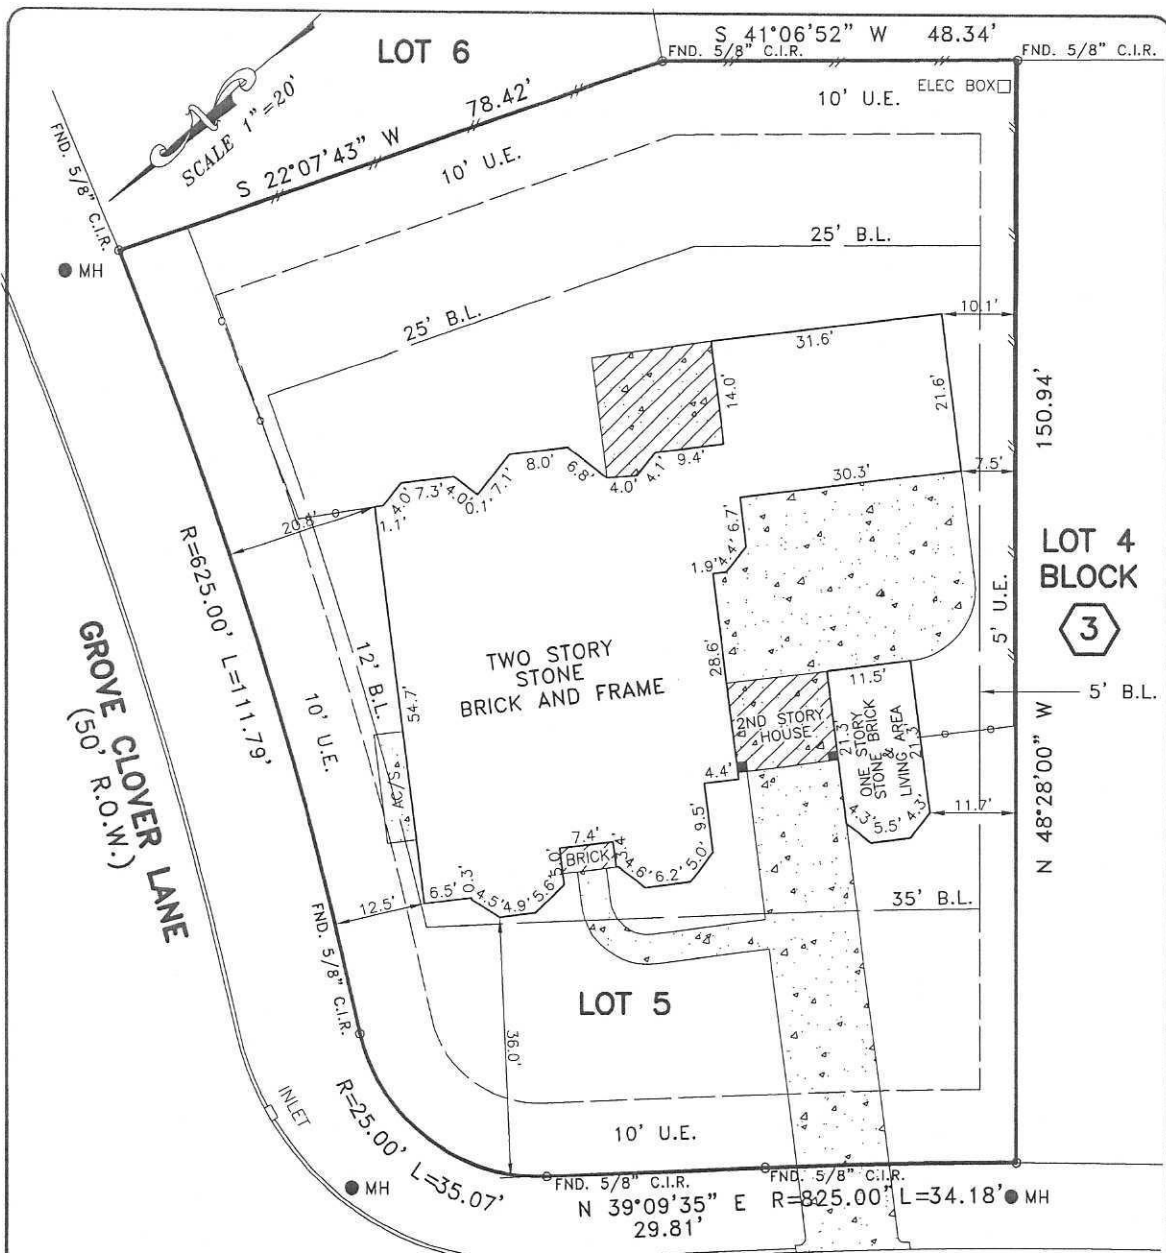 S 41°06'52" W 48.34'
FND. 5/8" C.I.R.
FND. 5/8" C.I.R.
LOT 6
ELEC BOX
10' U.E.
78.42'
S 22°07'43" W
10' U.E.
N
SCALE 1"=20'
FND. 5/8" C.I.R.
MH
25' B.L.
25' B.L.
10.1'
31.6'
14.0'
21.6'
150.94'
8.0'
6.8'
4.0'
4.1'
9.4'
7.5'
30.3'
1.1'
4.0'
7.3'
4.0'
0.1'
7.1'
20.8'
6.7'
4.4'
1.9'
R=625.00' L=111.79'
LOT 4
BLOCK
3
5' U.E.
GROVE CLOVER LANE
(50' R.O.W.)
12' B.L.
10' U.E.
54.7'
TWO STORY
STONE
BRICK AND FRAME
28.6'
11.5'
5' B.L.
2ND STORY
HOUSE
21.3'
ONE STORY
STONE BRICK
&
LIVING AREA
21.3'
N 48°28'00" W
AC/S
4.4'
9.5'
4.3'
5.5'
4.3'
11.7'
7.4'
BRICK
5.0'
3.4'
4.6'
6.2'
5.0'
12.5'
6.5'
0.3'
4.5'
4.9'
5.6'
35' B.L.
FND. 5/8" C.I.R.
LOT 5
36.0'
INLET
R=25.00' L=35.07'
10' U.E.
MH
FND. 5/8" C.I.R.
FND. 5/8" C.I.R.
N 39°09'35" E R=825.00' L=34.18'
29.81'
MH